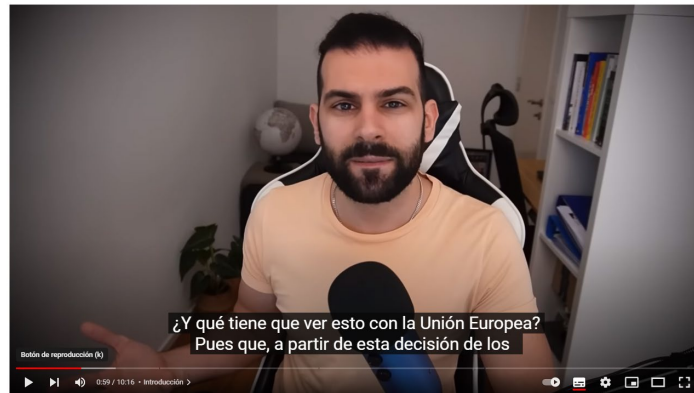 ¿Y qué tiene que ver esto con la Unión Europea?
Pues que, a partir de esta decisión de los
Botón de reproducción (k)
0:59 / 10:16 • Introducción >